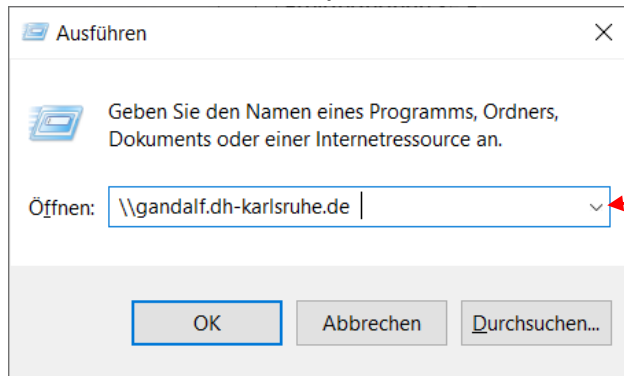 Ausführen
Geben Sie den Namen eines Programms, Ordners,
Dokuments oder einer Internetressource an.
Öffnen: \\gandalf.dh-karlsruhe.de
OK Abbrechen Durchsuchen...